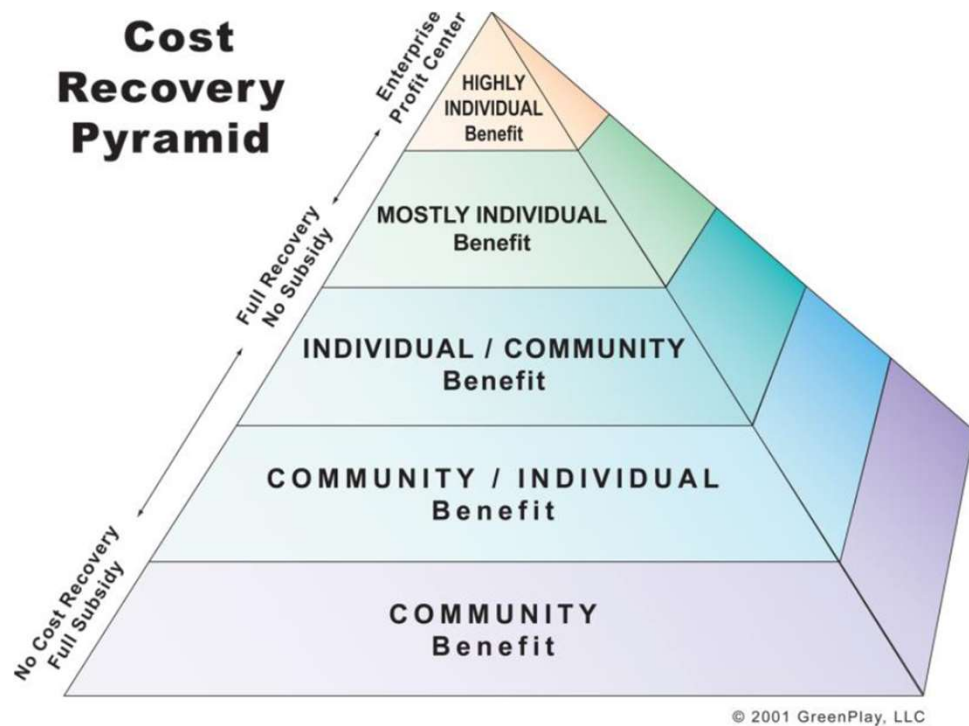 Cost
Recovery
Pyramid
Enterprise
Profit Center
HIGHLY
INDIVIDUAL
Benefit
Full Recovery
No Subsidy
MOSTLY INDIVIDUAL
Benefit
INDIVIDUAL / COMMUNITY
Benefit
COMMUNITY / INDIVIDUAL
Benefit
No Cost Recovery
Full Subsidy
COMMUNITY
Benefit
© 2001 GreenPlay, LLC